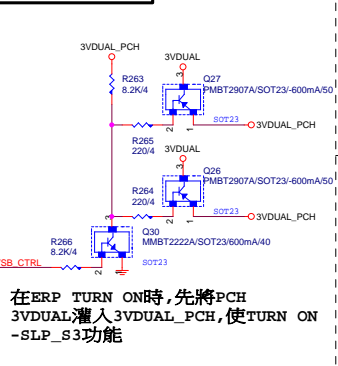 3VDUAL_PCH
3VDUAL
R263
8.2K/4
3
Q27
PMBT2907A/SOT23/-600mA/50
2
1
SOT23
3VDUAL_PCH
R265
220/4
3VDUAL
R264
220/4
3
Q26
PMBT2907A/SOT23/-600mA/50
2
1
SOT23
3VDUAL_PCH
3
Q30
MMBT2222A/SOT23/600mA/40
R266
8.2K/4
SB_CTRL
2
SOT23
在ERP TURN ON時,先將PCH
3VDUAL灌入3VDUAL_PCH,使TURN ON
-SLP_S3功能